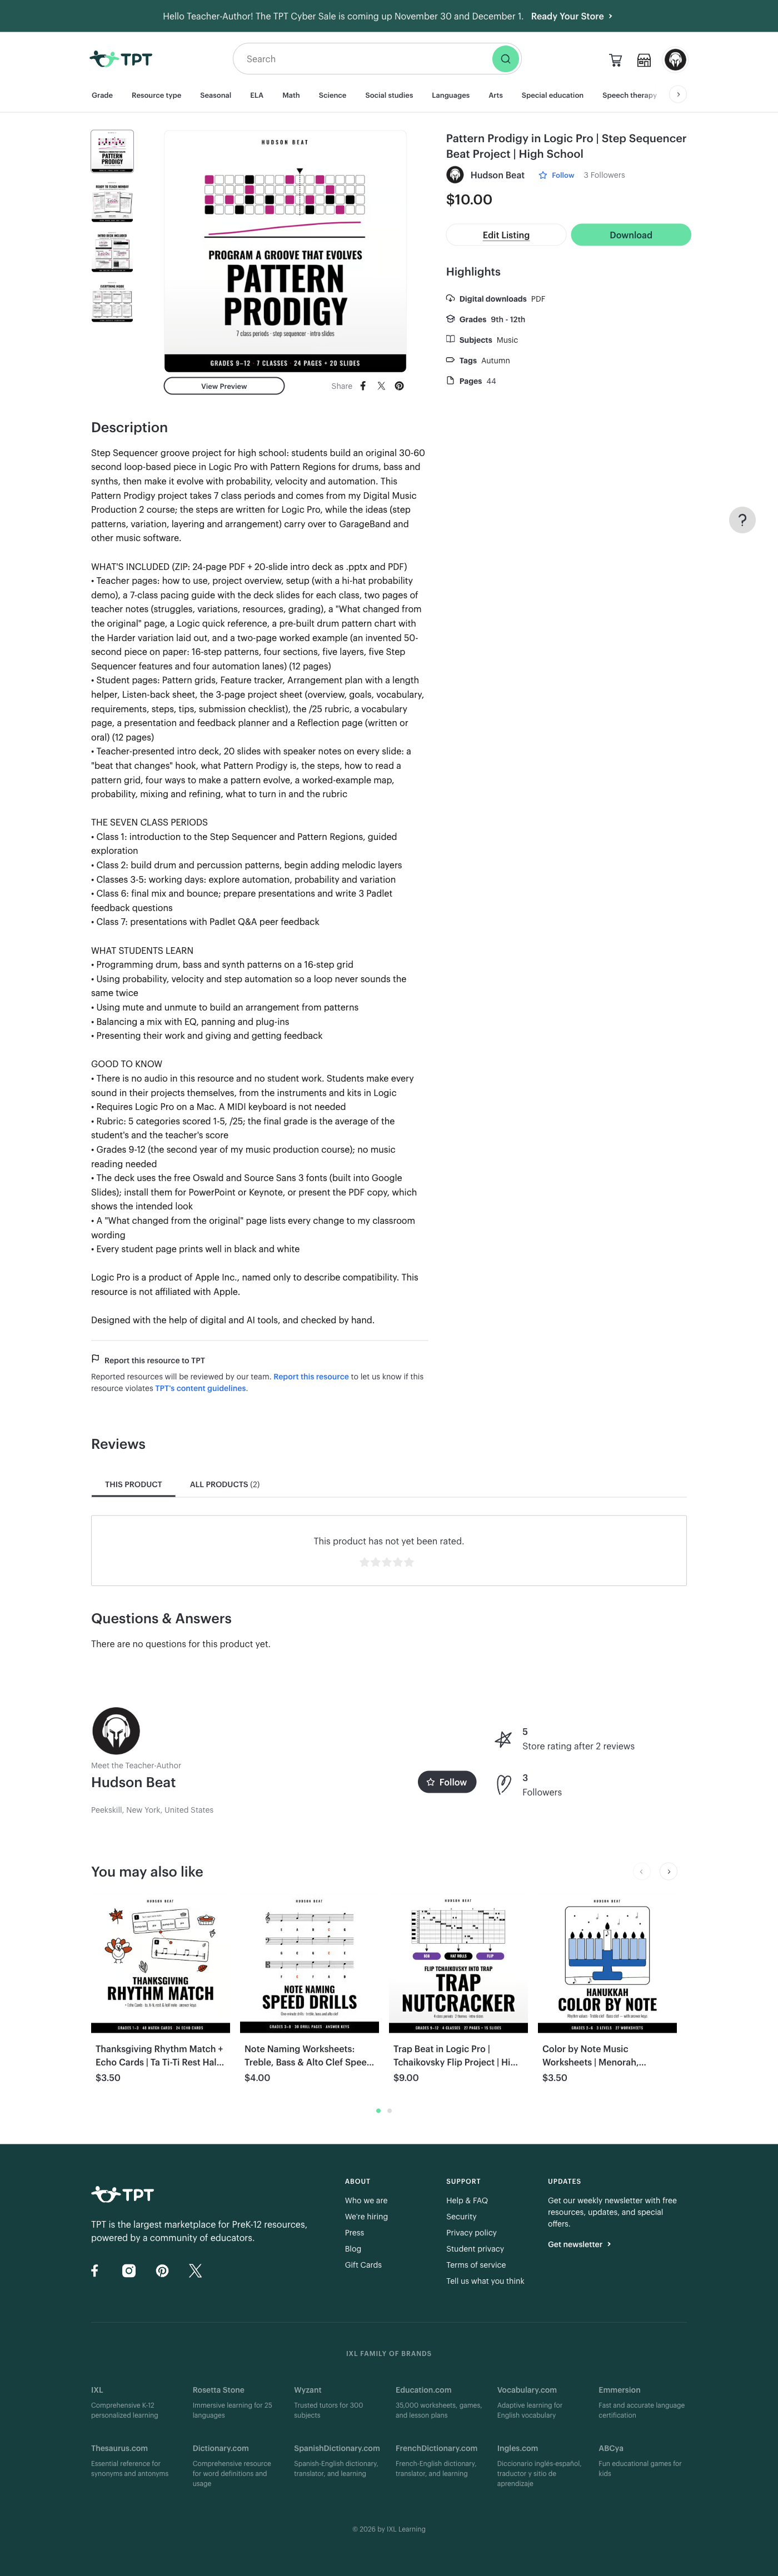 Hello Teacher-Author! The TPT Cyber Sale is coming up November 30 and December 1. Ready Your Store
TPT
Search
Grade Resource type Seasonal ELA Math Science Social studies Languages Arts Special education Speech therapy
HUDSON BEAT
PROGRAM A GROOVE THAT EVOLVES
PATTERN
PRODIGY
7 class periods · step sequencer · intro slides
GRADES 9–12 · 7 CLASSES · 24 PAGES + 20 SLIDES
View Preview
Share
Pattern Prodigy in Logic Pro | Step Sequencer
Beat Project | High School
Hudson Beat Follow 3 Followers
$10.00
Edit Listing Download
Highlights
Digital downloads PDF
Grades 9th - 12th
Subjects Music
Tags Autumn
Pages 44
?
Description
Step Sequencer groove project for high school: students build an original 30-60
second loop-based piece in Logic Pro with Pattern Regions for drums, bass and
synths, then make it evolve with probability, velocity and automation. This
Pattern Prodigy project takes 7 class periods and comes from my Digital Music
Production 2 course; the steps are written for Logic Pro, while the ideas (step
patterns, variation, layering and arrangement) carry over to GarageBand and
other music software.
WHAT'S INCLUDED (ZIP: 24-page PDF + 20-slide intro deck as .pptx and PDF)
• Teacher pages: how to use, project overview, setup (with a hi-hat probability
demo), a 7-class pacing guide with the deck slides for each class, two pages of
teacher notes (struggles, variations, resources, grading), a "What changed from
the original" page, a Logic quick reference, a pre-built drum pattern chart with
the Harder variation laid out, and a two-page worked example (an invented 50-
second piece on paper: 16-step patterns, four sections, five layers, five Step
Sequencer features and four automation lanes) (12 pages)
• Student pages: Pattern grids, Feature tracker, Arrangement plan with a length
helper, Listen-back sheet, the 3-page project sheet (overview, goals, vocabulary,
requirements, steps, tips, submission checklist), the /25 rubric, a vocabulary
page, a presentation and feedback planner and a Reflection page (written or
oral) (12 pages)
• Teacher-presented intro deck, 20 slides with speaker notes on every slide: a
"beat that changes" hook, what Pattern Prodigy is, the steps, how to read a
pattern grid, four ways to make a pattern evolve, a worked-example map,
probability, mixing and refining, what to turn in and the rubric
THE SEVEN CLASS PERIODS
• Class 1: introduction to the Step Sequencer and Pattern Regions, guided
exploration
• Class 2: build drum and percussion patterns, begin adding melodic layers
• Classes 3-5: working days: explore automation, probability and variation
• Class 6: final mix and bounce; prepare presentations and write 3 Padlet
feedback questions
• Class 7: presentations with Padlet Q&A peer feedback
WHAT STUDENTS LEARN
• Programming drum, bass and synth patterns on a 16-step grid
• Using probability, velocity and step automation so a loop never sounds the
same twice
• Using mute and unmute to build an arrangement from patterns
• Balancing a mix with EQ, panning and plug-ins
• Presenting their work and giving and getting feedback
GOOD TO KNOW
• There is no audio in this resource and no student work. Students make every
sound in their projects themselves, from the instruments and kits in Logic
• Requires Logic Pro on a Mac. A MIDI keyboard is not needed
• Rubric: 5 categories scored 1-5, /25; the final grade is the average of the
student's and the teacher's score
• Grades 9-12 (the second year of my music production course); no music
reading needed
• The deck uses the free Oswald and Source Sans 3 fonts (built into Google
Slides); install them for PowerPoint or Keynote, or present the PDF copy, which
shows the intended look
• A "What changed from the original" page lists every change to my classroom
wording
• Every student page prints well in black and white
Logic Pro is a product of Apple Inc., named only to describe compatibility. This
resource is not affiliated with Apple.
Designed with the help of digital and AI tools, and checked by hand.
Report this resource to TPT
Reported resources will be reviewed by our team. Report this resource to let us know if this
resource violates TPT's content guidelines.
Reviews
THIS PRODUCT ALL PRODUCTS (2)
This product has not yet been rated.
Questions & Answers
There are no questions for this product yet.
Meet the Teacher-Author
Hudson Beat
Peekskill, New York, United States
Follow
5
Store rating after 2 reviews
3
Followers
You may also like
HUDSON BEAT
THANKSGIVING
RHYTHM MATCH
Thanksgiving Rhythm Match +
Echo Cards | Ta Ti-Ti Rest Hal...
$3.50
HUDSON BEAT
NOTE NAMING
SPEED DRILLS
Note Naming Worksheets:
Treble, Bass & Alto Clef Spee...
$4.00
HUDSON BEAT
FLIP TCHAIKOVSKY INTO TRAP
TRAP
NUTCRACKER
Trap Beat in Logic Pro |
Tchaikovsky Flip Project | Hi...
$9.00
HUDSON BEAT
HANUKKAH
COLOR BY NOTE
Color by Note Music
Worksheets | Menorah,...
$3.50
TPT
TPT is the largest marketplace for PreK-12 resources,
powered by a community of educators.
ABOUT
Who we are
We're hiring
Press
Blog
Gift Cards
SUPPORT
Help & FAQ
Security
Privacy policy
Student privacy
Terms of service
Tell us what you think
UPDATES
Get our weekly newsletter with free
resources, updates, and special
offers.
Get newsletter
IXL FAMILY OF BRANDS
IXL
Comprehensive K-12
personalized learning
Rosetta Stone
Immersive learning for 25
languages
Wyzant
Trusted tutors for 300
subjects
Education.com
35,000 worksheets, games,
and lesson plans
Vocabulary.com
Adaptive learning for
English vocabulary
Emmersion
Fast and accurate language
certification
Thesaurus.com
Essential reference for
synonyms and antonyms
Dictionary.com
Comprehensive resource
for word definitions and
usage
SpanishDictionary.com
Spanish-English dictionary,
translator, and learning
FrenchDictionary.com
French-English dictionary,
translator, and learning
Ingles.com
Diccionario inglés-español,
traductor y sitio de
aprendizaje
ABCya
Fun educational games for
kids
© 2026 by IXL Learning